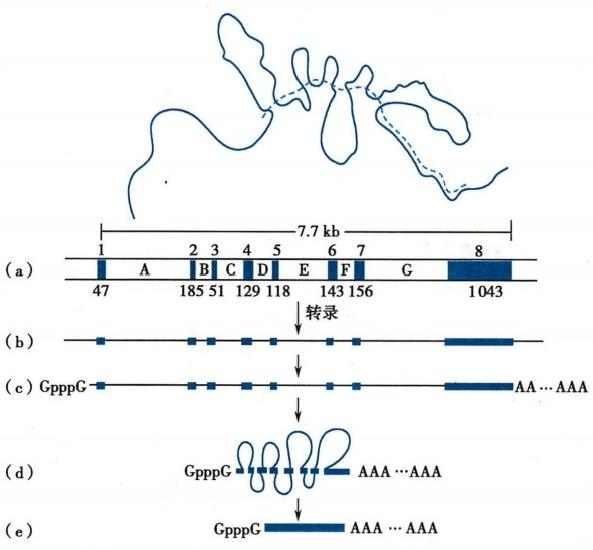 7.7 kb
1 2 3 4 5 6 7 8
(a) A B C D E F G
47 185 51 129 118 143 156 1043
转录
(b)
(c) GpppG AA…AAA
(d) GpppG AAA…AAA
(e) GpppG AAA…AAA